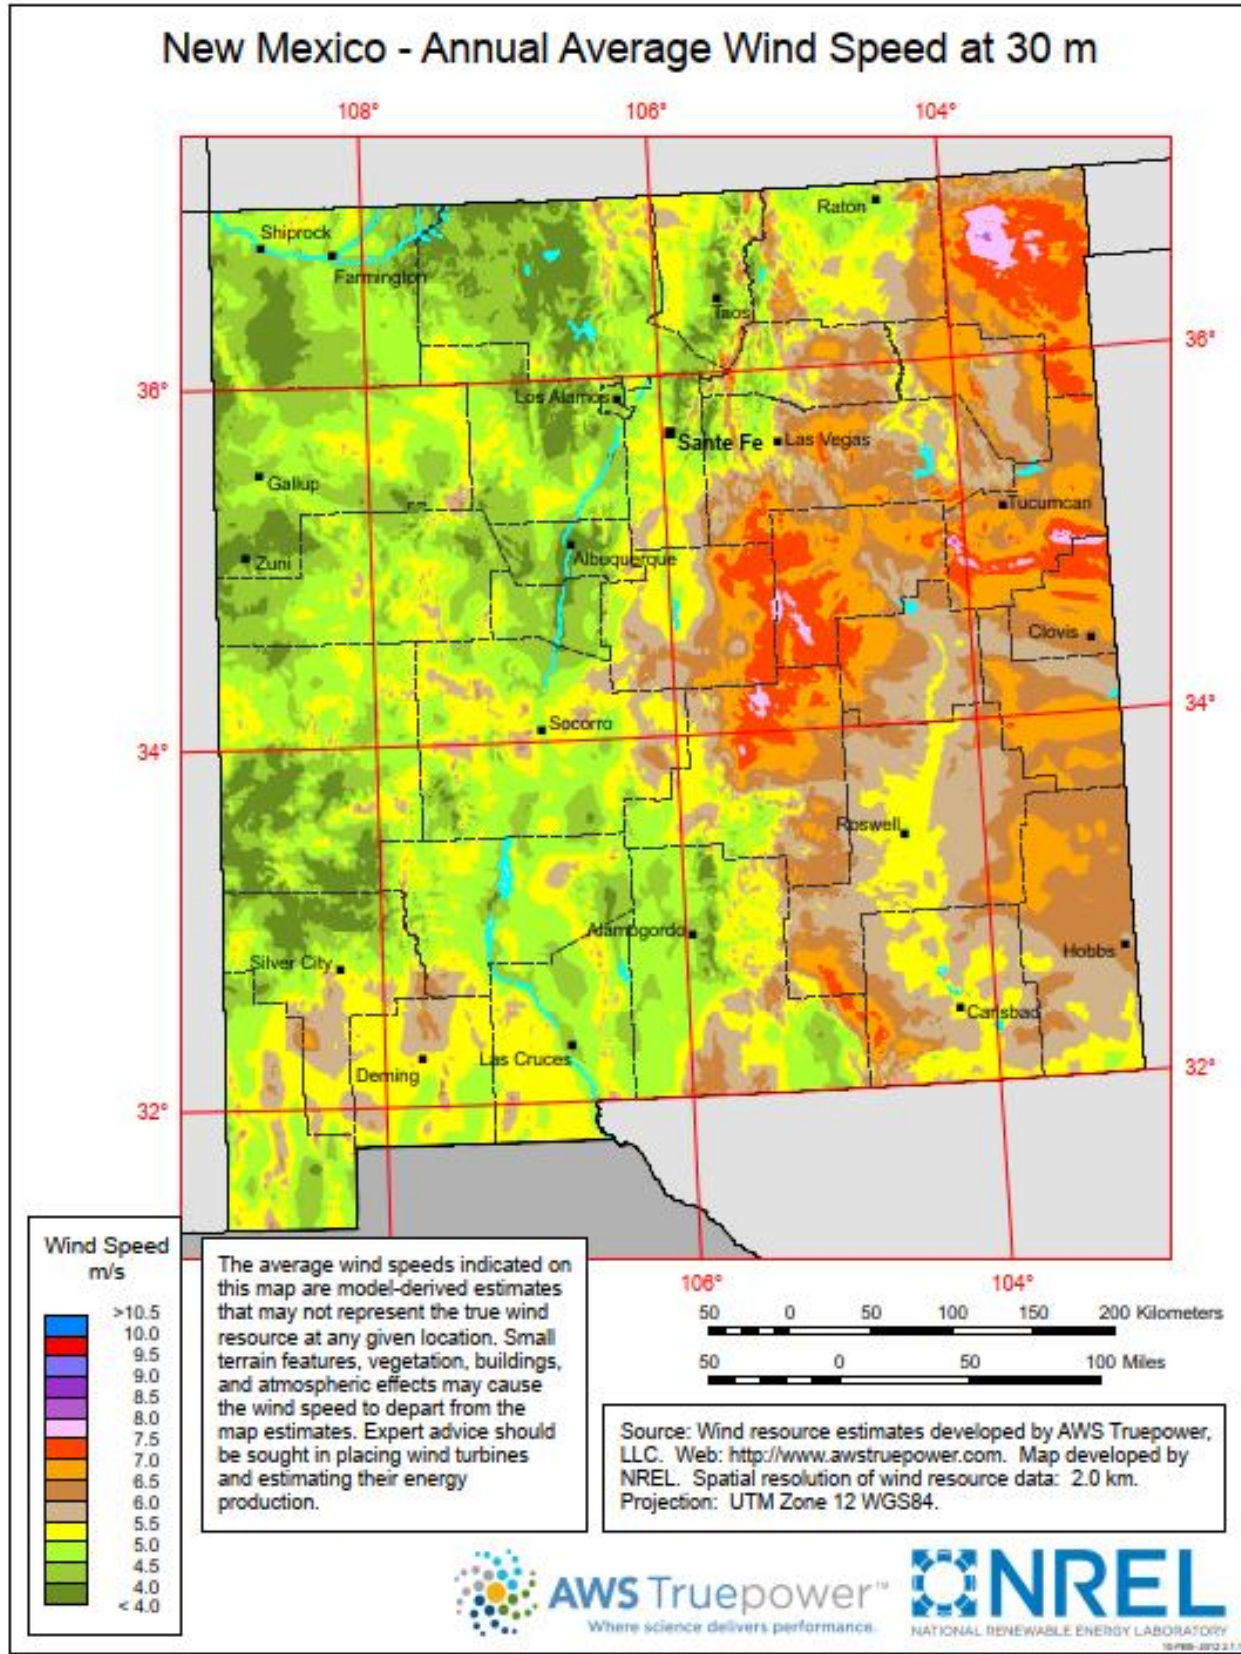 New Mexico - Annual Average Wind Speed at 30 m
108°
106°
104°
Raton
Shiprock
Farmington
Taos
36°
36°
Los Alamos
Sante Fe
Las Vegas
Gallup
Tucumcari
Zuni
Albuquerque
Clovis
34°
Socorro
34°
Roswell
Alamogordo
Hobbs
Silver City
Carlsbad
Las Cruces
Deming
32°
32°
106°
104°
Wind Speed
m/s
>10.5
10.0
9.5
9.0
8.5
8.0
7.5
7.0
6.5
6.0
5.5
5.0
4.5
4.0
< 4.0
The average wind speeds indicated on
this map are model-derived estimates
that may not represent the true wind
resource at any given location. Small
terrain features, vegetation, buildings,
and atmospheric effects may cause
the wind speed to depart from the
map estimates. Expert advice should
be sought in placing wind turbines
and estimating their energy
production.
50 0 50 100 150 200 Kilometers
50 0 50 100 Miles
Source: Wind resource estimates developed by AWS Truepower,
LLC. Web: http://www.awstruepower.com. Map developed by
NREL. Spatial resolution of wind resource data: 2.0 km.
Projection: UTM Zone 12 WGS84.
AWS Truepower™
Where science delivers performance.
NREL
NATIONAL RENEWABLE ENERGY LABORATORY